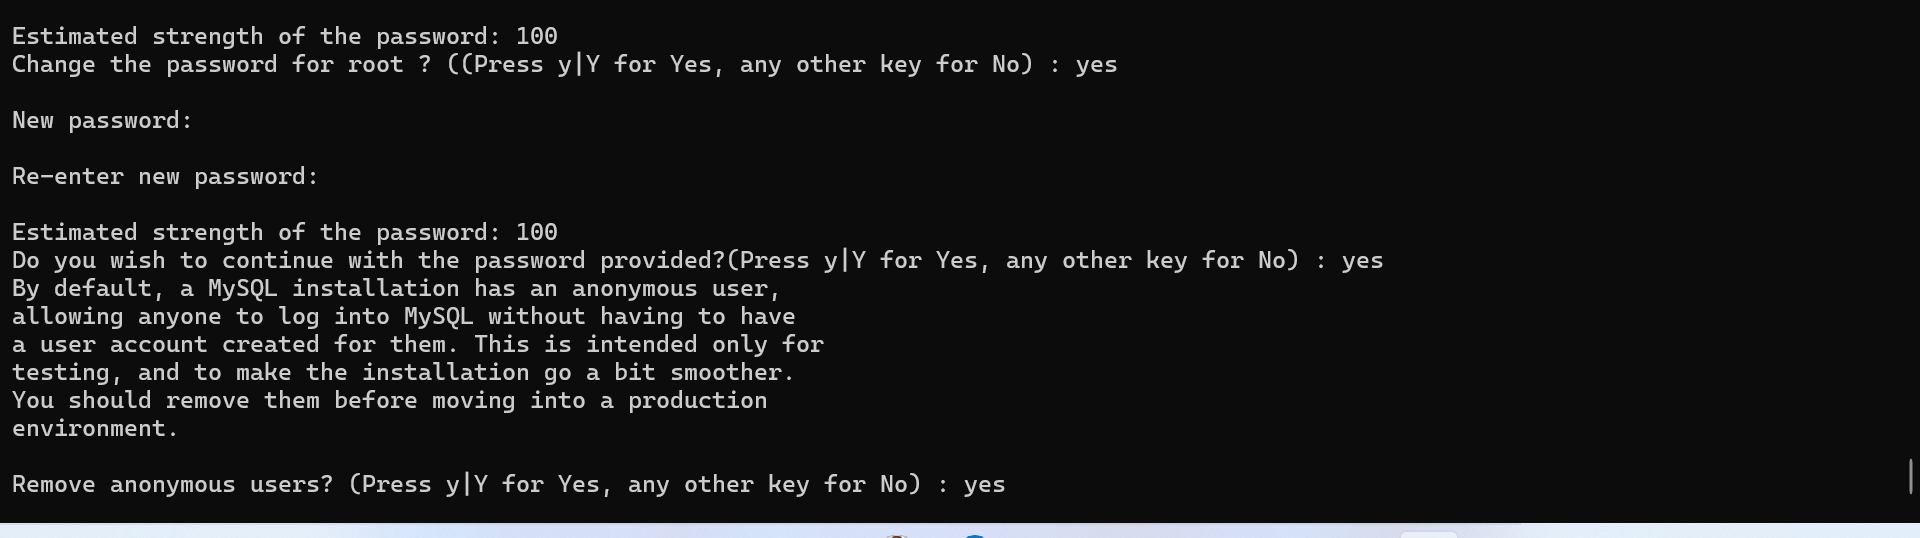 Estimated strength of the password: 100
Change the password for root ? ((Press y|Y for Yes, any other key for No) : yes
New password:
Re-enter new password:
Estimated strength of the password: 100
Do you wish to continue with the password provided?(Press y|Y for Yes, any other key for No) : yes
By default, a MySQL installation has an anonymous user,
allowing anyone to log into MySQL without having to have
a user account created for them. This is intended only for
testing, and to make the installation go a bit smoother.
You should remove them before moving into a production
environment.
Remove anonymous users? (Press y|Y for Yes, any other key for No) : yes